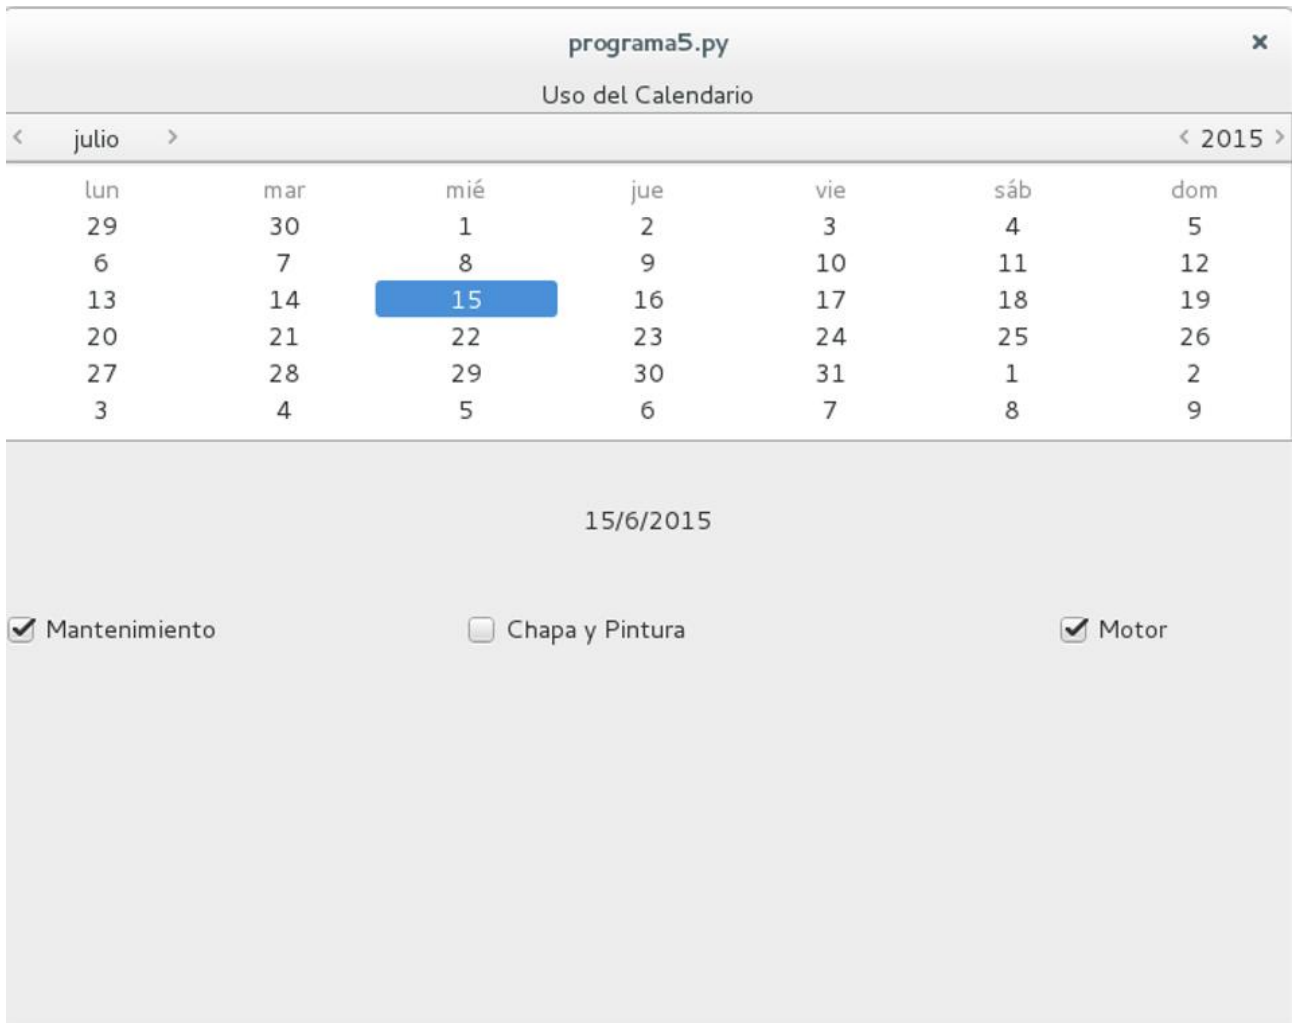 programa5.py
Uso del Calendario
julio 2015
lun mar mié jue vie sáb dom
29 30 1 2 3 4 5
6 7 8 9 10 11 12
13 14 15 16 17 18 19
20 21 22 23 24 25 26
27 28 29 30 31 1 2
3 4 5 6 7 8 9
15/6/2015
Mantenimiento Chapa y Pintura Motor